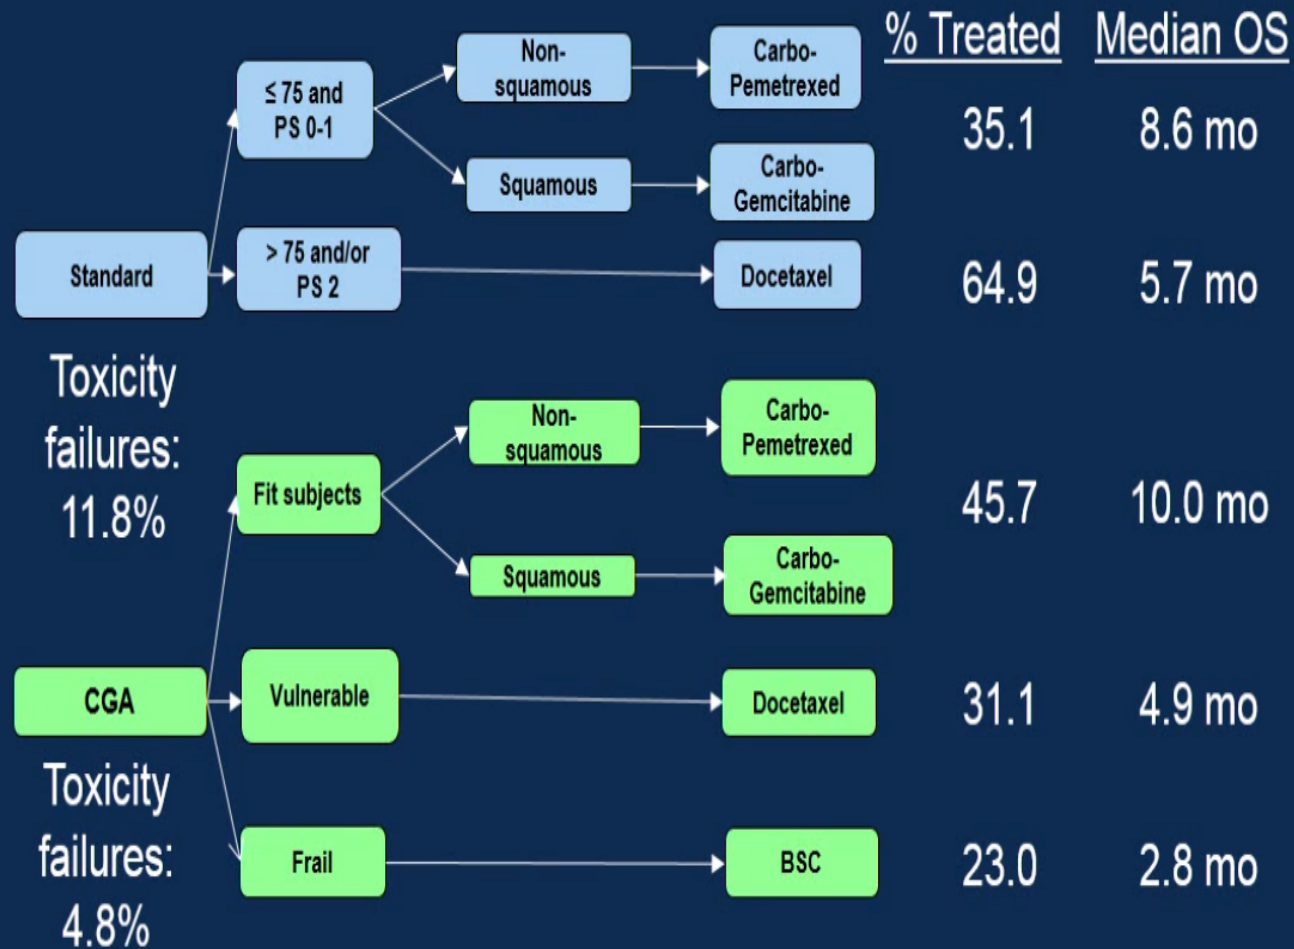 % Treated Median OS
≤ 75 and
PS 0-1
Non-
squamous
Carbo-
Pemetrexed
35.1 8.6 mo
Squamous
Carbo-
Gemcitabine
Standard
> 75 and/or
PS 2
Docetaxel
64.9 5.7 mo
Toxicity
failures:
11.8%
Fit subjects
Non-
squamous
Carbo-
Pemetrexed
45.7 10.0 mo
Squamous
Carbo-
Gemcitabine
CGA
Vulnerable
Docetaxel
31.1 4.9 mo
Toxicity
failures:
4.8%
Frail
BSC
23.0 2.8 mo